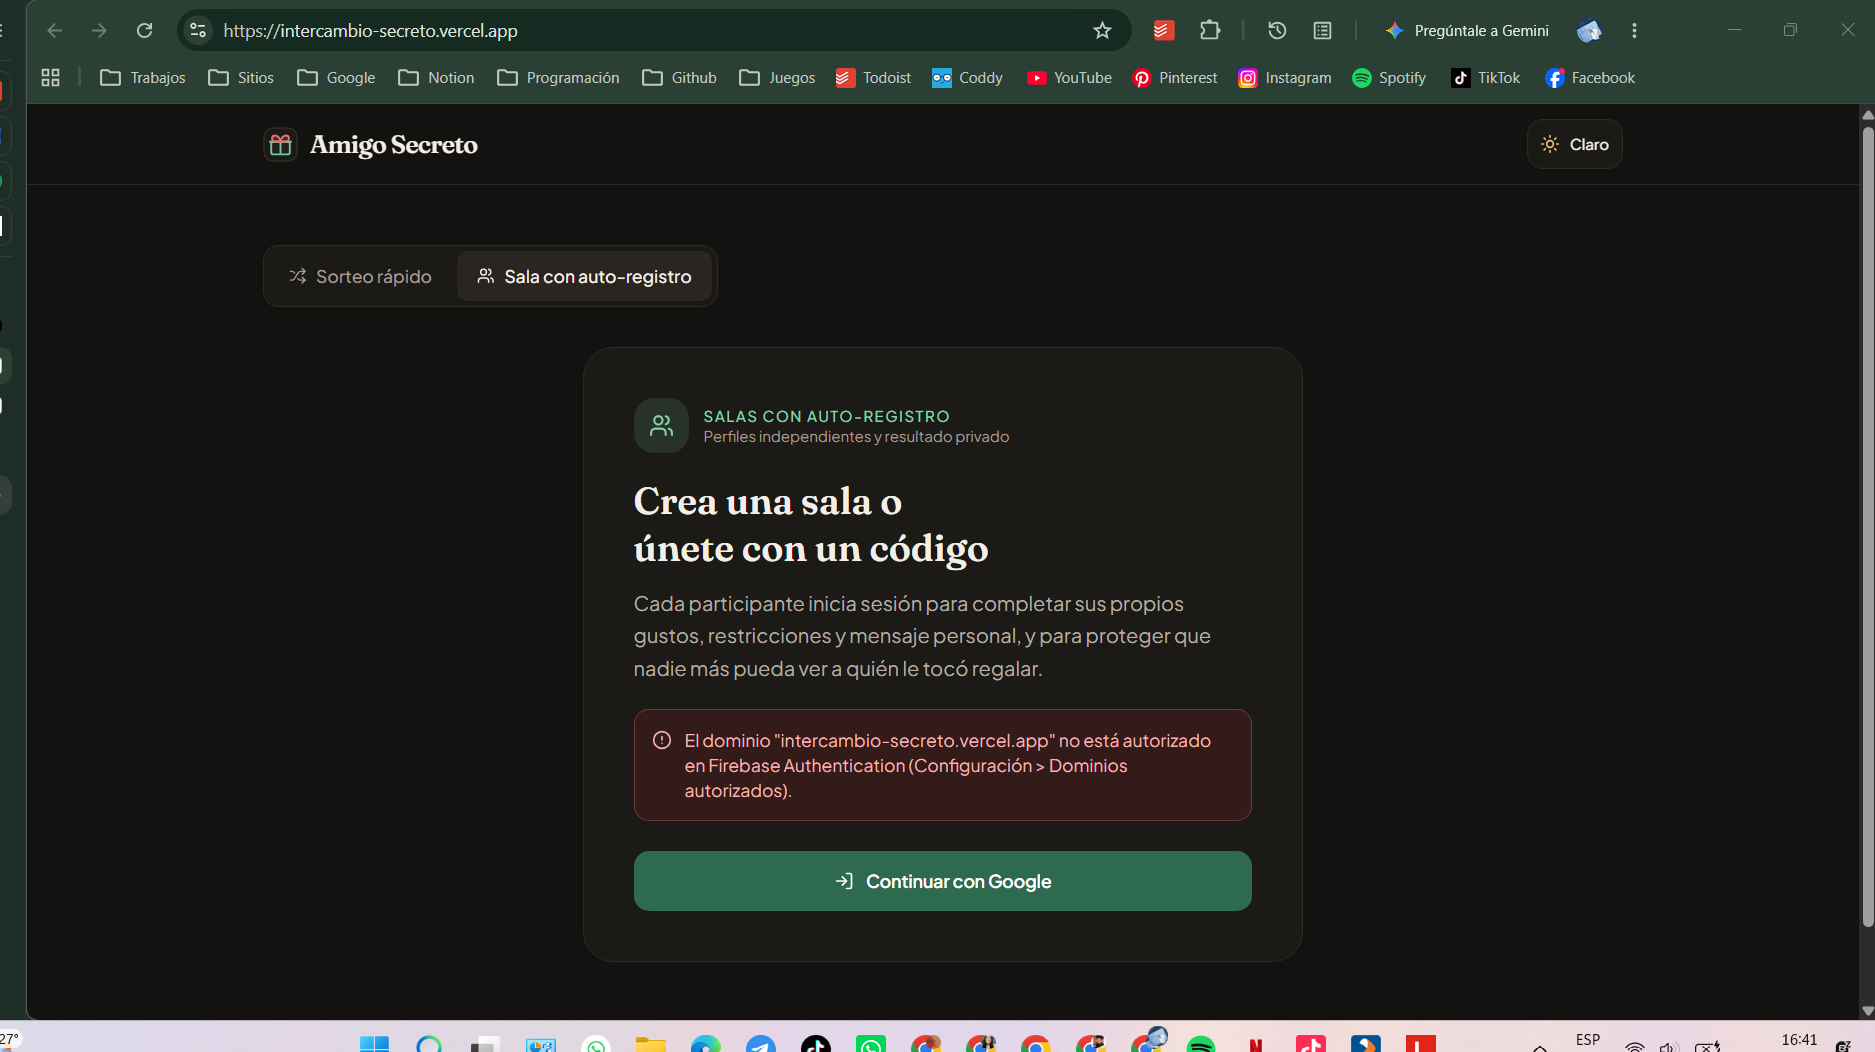 https://intercambio-secreto.vercel.app
Pregúntale a Gemini
Trabajos
Sitios
Google
Notion
Programación
Github
Juegos
Todoist
Coddy
YouTube
Pinterest
Instagram
Spotify
TikTok
Facebook
Amigo Secreto
Claro
Sorteo rápido
Sala con auto-registro
SALAS CON AUTO-REGISTRO
Perfiles independientes y resultado privado
Crea una sala o
únete con un código
Cada participante inicia sesión para completar sus propios
gustos, restricciones y mensaje personal, y para proteger que
nadie más pueda ver a quién le tocó regalar.
El dominio "intercambio-secreto.vercel.app" no está autorizado
en Firebase Authentication (Configuración > Dominios
autorizados).
Continuar con Google
27°
ESP
16:41